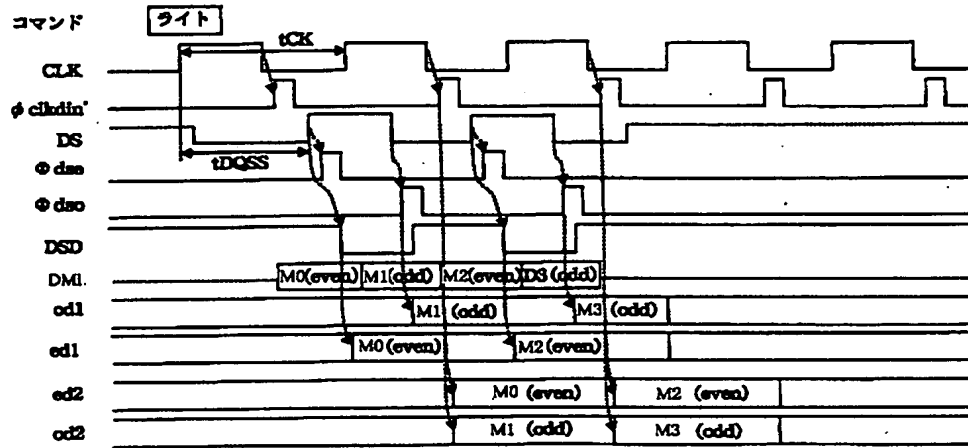 コマンド ライト
tCK
CLK
φ clkdin'
DS
tDQSS
Φ dse
Φ dso
DSD
DM1. M0(even) M1(odd) M2(even) D3(odd)
od1 M1 (odd) M3 (odd)
ed1 M0(even) M2(even)
ed2 M0 (even) M2 (even)
od2 M1 (odd) M3 (odd)